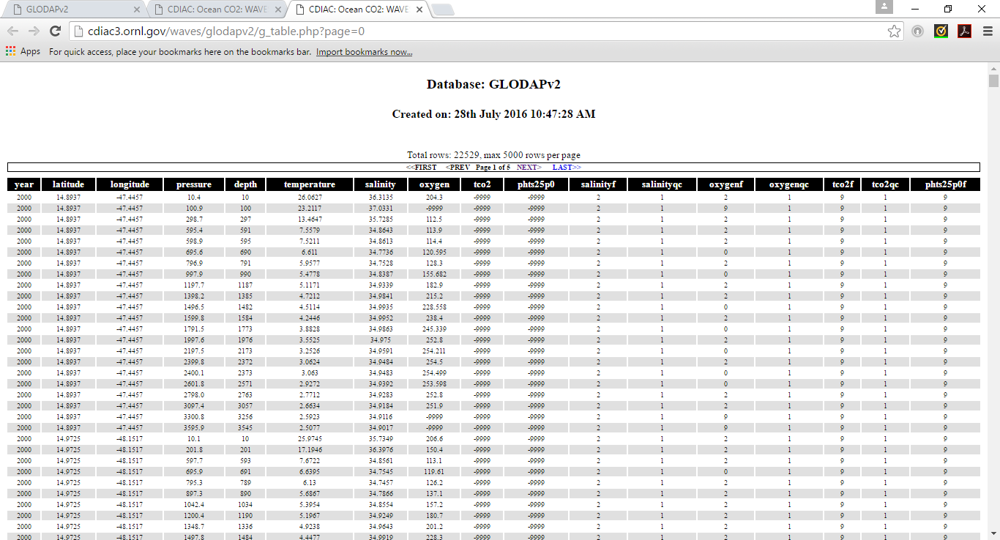 GLODAPv2 CDIAC: Ocean CO2: WAVE CDIAC: Ocean CO2: WAVE
cdiac3.ornl.gov/waves/glodapv2/g_table.php?page=0
Apps For quick access, place your bookmarks here on the bookmarks bar. Import bookmarks now...
Database: GLODAPv2
Created on: 28th July 2016 10:47:28 AM
Total rows: 22529, max 5000 rows per page
<<FIRST <PREV Page 1 of 5 NEXT> LAST>>
year latitude longitude pressure depth temperature salinity oxygen tco2 phts25p0 salinityf salinityqc oxygenf oxygenqc tco2f tco2qc phts25p0f
2000 14.8937 -47.4457 10.4 10 26.0627 36.3135 204.3 -9999 -9999 2 1 2 1 9 1 9
2000 14.8937 -47.4457 100.9 100 23.2117 37.0331 -9999 -9999 -9999 2 1 9 1 9 1 9
2000 14.8937 -47.4457 298.7 297 13.4647 35.7285 112.5 -9999 -9999 2 1 2 1 9 1 9
2000 14.8937 -47.4457 595.4 591 7.5579 34.8643 113.9 -9999 -9999 2 1 2 1 9 1 9
2000 14.8937 -47.4457 598.9 595 7.5211 34.8613 114.4 -9999 -9999 2 1 2 1 9 1 9
2000 14.8937 -47.4457 695.6 690 6.611 34.7736 120.595 -9999 -9999 2 1 0 1 9 1 9
2000 14.8937 -47.4457 796.9 791 5.9577 34.7528 128.3 -9999 -9999 2 1 2 1 9 1 9
2000 14.8937 -47.4457 997.9 990 5.4778 34.8387 155.682 -9999 -9999 2 1 0 1 9 1 9
2000 14.8937 -47.4457 1197.7 1187 5.1171 34.9339 182.9 -9999 -9999 2 1 2 1 9 1 9
2000 14.8937 -47.4457 1398.2 1385 4.7212 34.9841 215.2 -9999 -9999 2 1 2 1 9 1 9
2000 14.8937 -47.4457 1496.5 1482 4.5114 34.9935 228.558 -9999 -9999 2 1 0 1 9 1 9
2000 14.8937 -47.4457 1599.8 1584 4.2446 34.9952 238.4 -9999 -9999 2 1 2 1 9 1 9
2000 14.8937 -47.4457 1791.5 1773 3.8828 34.9863 245.339 -9999 -9999 2 1 0 1 9 1 9
2000 14.8937 -47.4457 1997.6 1976 3.5525 34.975 252.8 -9999 -9999 2 1 2 1 9 1 9
2000 14.8937 -47.4457 2197.5 2173 3.2526 34.9591 254.211 -9999 -9999 2 1 0 1 9 1 9
2000 14.8937 -47.4457 2399.8 2372 3.0624 34.9484 254.5 -9999 -9999 2 1 2 1 9 1 9
2000 14.8937 -47.4457 2400.1 2373 3.063 34.9483 254.499 -9999 -9999 2 1 0 1 9 1 9
2000 14.8937 -47.4457 2601.8 2571 2.9272 34.9392 253.598 -9999 -9999 2 1 0 1 9 1 9
2000 14.8937 -47.4457 2798.0 2763 2.7712 34.9283 252.8 -9999 -9999 2 1 2 1 9 1 9
2000 14.8937 -47.4457 3097.4 3057 2.6634 34.9184 251.9 -9999 -9999 2 1 2 1 9 1 9
2000 14.8937 -47.4457 3300.8 3256 2.5923 34.9116 -9999 -9999 -9999 2 1 9 1 9 1 9
2000 14.8937 -47.4457 3595.9 3545 2.5077 34.9017 -9999 -9999 -9999 2 1 9 1 9 1 9
2000 14.9725 -48.1517 10.1 10 25.9745 35.7349 206.6 -9999 -9999 2 1 2 1 9 1 9
2000 14.9725 -48.1517 201.8 201 17.1946 36.3976 150.4 -9999 -9999 2 1 2 1 9 1 9
2000 14.9725 -48.1517 597.7 593 7.6722 34.8561 113.1 -9999 -9999 2 1 2 1 9 1 9
2000 14.9725 -48.1517 695.9 691 6.6395 34.7545 119.61 -9999 -9999 2 1 0 1 9 1 9
2000 14.9725 -48.1517 795.3 789 6.13 34.7457 126.2 -9999 -9999 2 1 2 1 9 1 9
2000 14.9725 -48.1517 897.3 890 5.6867 34.7866 137.1 -9999 -9999 2 1 2 1 9 1 9
2000 14.9725 -48.1517 1042.4 1034 5.3954 34.8554 157.2 -9999 -9999 2 1 2 1 9 1 9
2000 14.9725 -48.1517 1200.4 1190 5.1967 34.9249 180.7 -9999 -9999 2 1 2 1 9 1 9
2000 14.9725 -48.1517 1348.7 1336 4.9238 34.9643 201.2 -9999 -9999 2 1 2 1 9 1 9
2000 14.9725 -48.1517 1497.8 1484 4.4477 34.9919 228.3 -9999 -9999 2 1 2 1 9 1 9